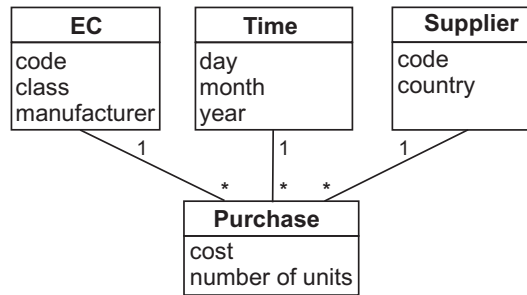 EC
code
class
manufacturer
Time
day
month
year
Supplier
code
country
1
1
1
*
*
*
Purchase
cost
number of units